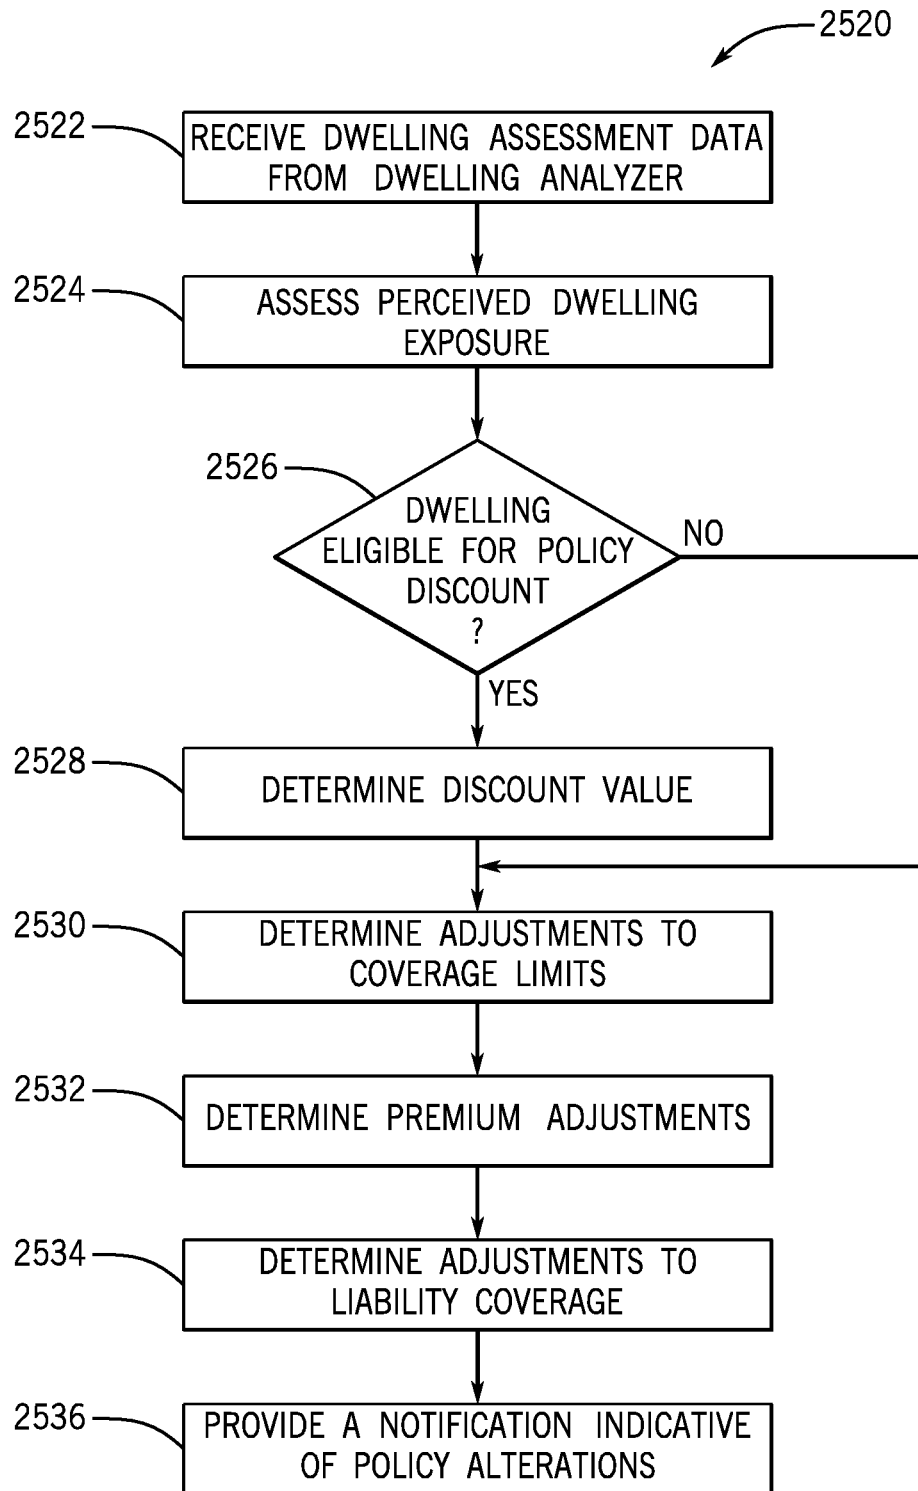 2520
2522
RECEIVE DWELLING ASSESSMENT DATA
FROM DWELLING ANALYZER
2524
ASSESS PERCEIVED DWELLING
EXPOSURE
2526
DWELLING
ELIGIBLE FOR POLICY
DISCOUNT
?
NO
YES
2528
DETERMINE DISCOUNT VALUE
2530
DETERMINE ADJUSTMENTS TO
COVERAGE LIMITS
2532
DETERMINE PREMIUM ADJUSTMENTS
2534
DETERMINE ADJUSTMENTS TO
LIABILITY COVERAGE
2536
PROVIDE A NOTIFICATION INDICATIVE
OF POLICY ALTERATIONS